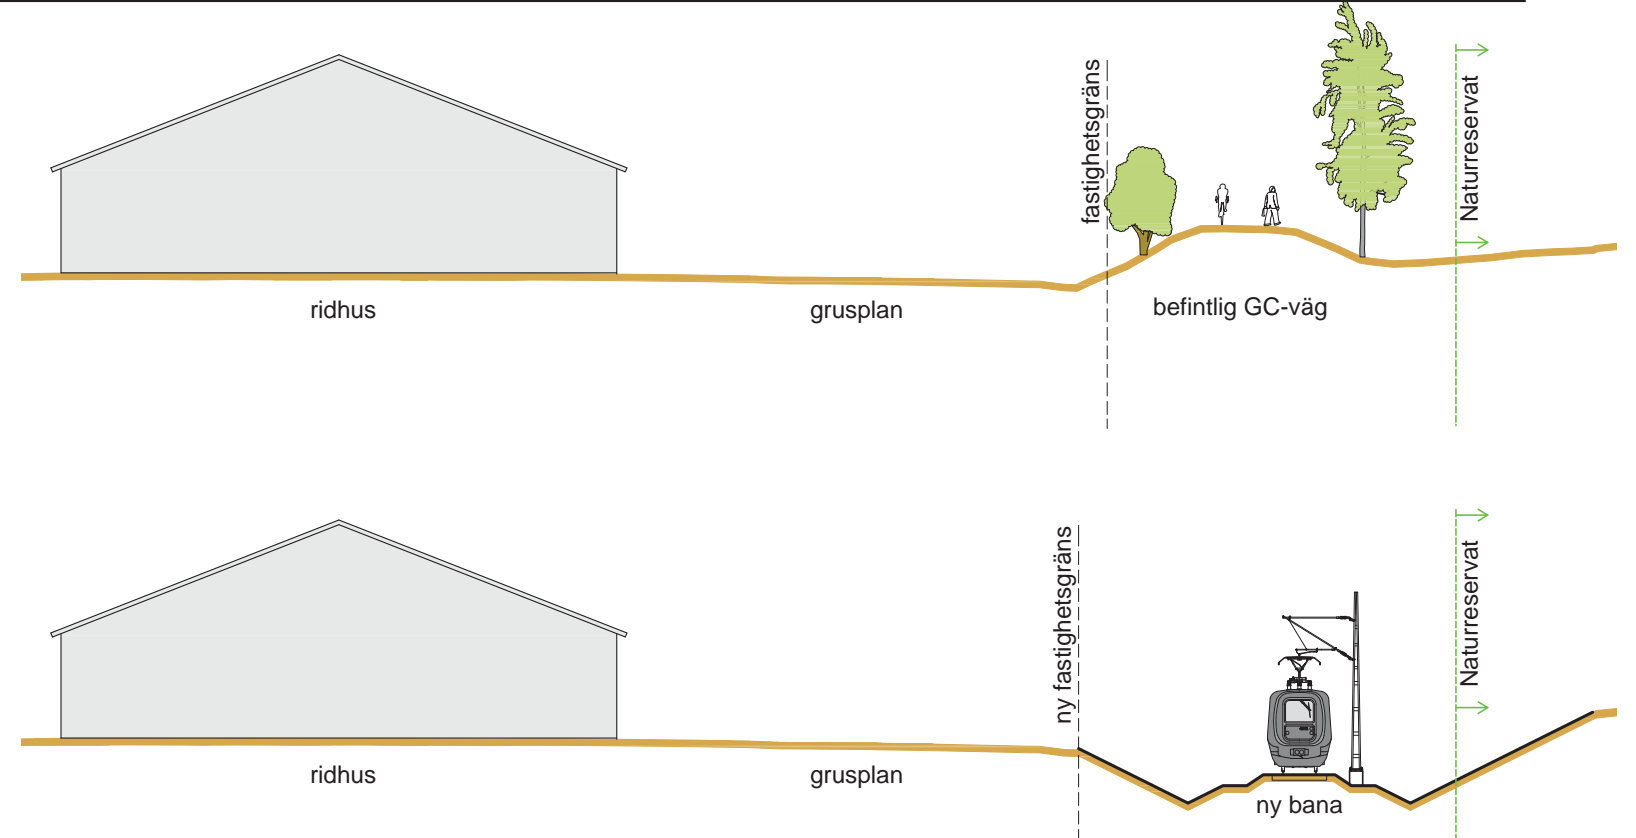 fastighetsgräns
Naturreservat
ridhus
grusplan
befintlig GC-väg
ny fastighetsgräns
Naturreservat
ridhus
grusplan
ny bana